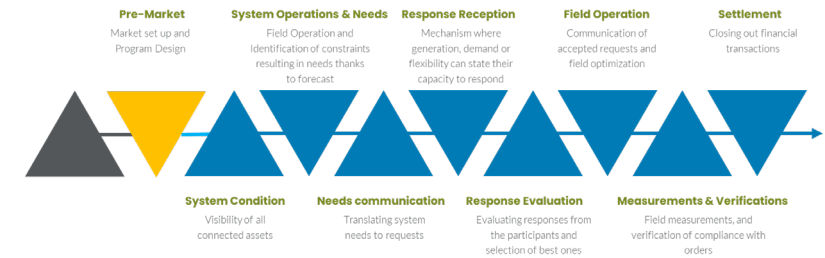 Pre-Market
Market set up and
Program Design
System Operations & Needs
Field Operation and
Identification of constraints
resulting in needs thanks
to forecast
Response Reception
Mechanism where
generation, demand or
flexibility can state their
capacity to respond
Field Operation
Communication of
accepted requests and
field optimization
Settlement
Closing out financial
transactions
System Condition
Visibility of all
connected assets
Needs communication
Translating system
needs to requests
Response Evaluation
Evaluating responses from
the participants and
selection of best ones
Measurements & Verifications
Field measurements, and
verification of compliance with
orders